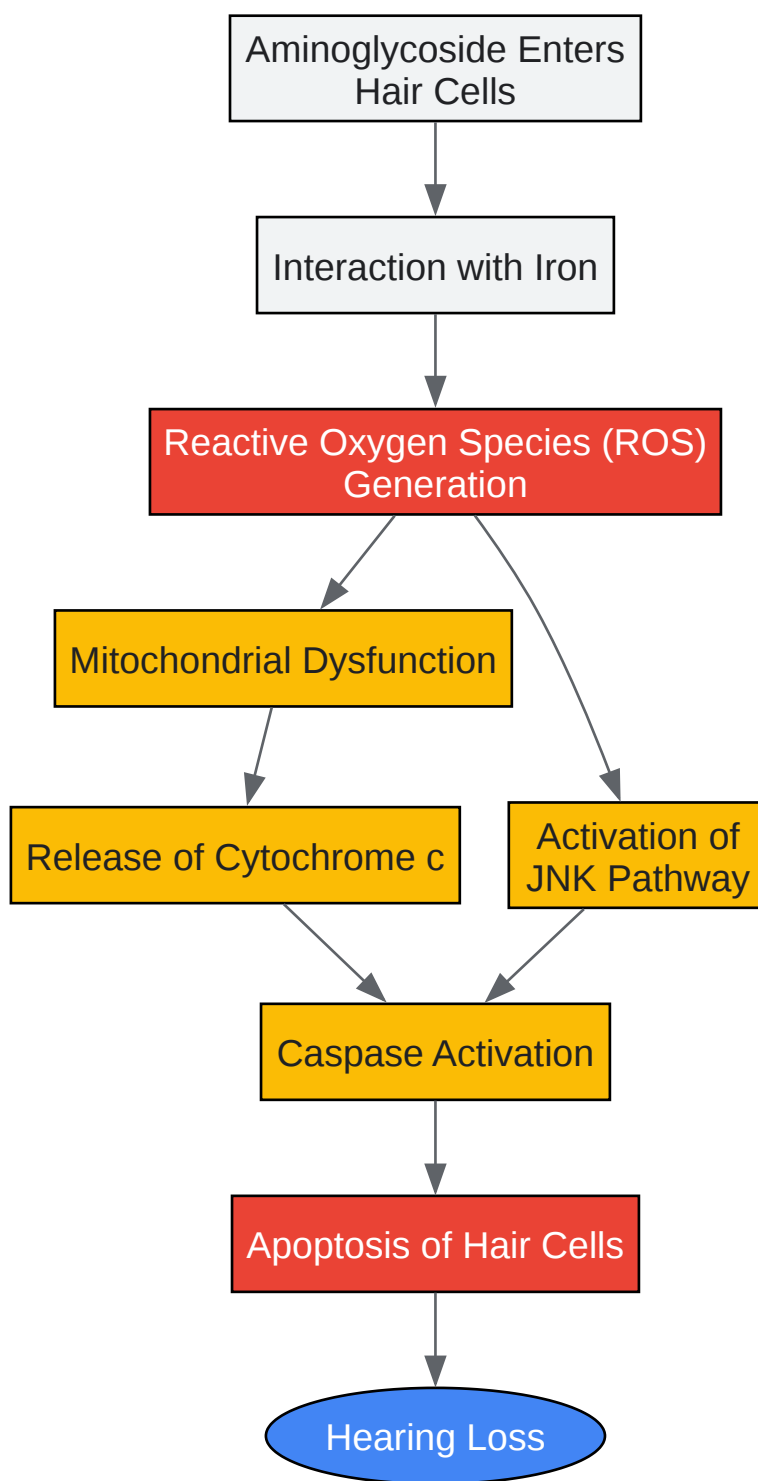 Aminoglycoside Enters
Hair Cells
Interaction with Iron
Reactive Oxygen Species (ROS)
Generation
Mitochondrial Dysfunction
Release of Cytochrome c
Activation of
JNK Pathway
Caspase Activation
Apoptosis of Hair Cells
Hearing Loss